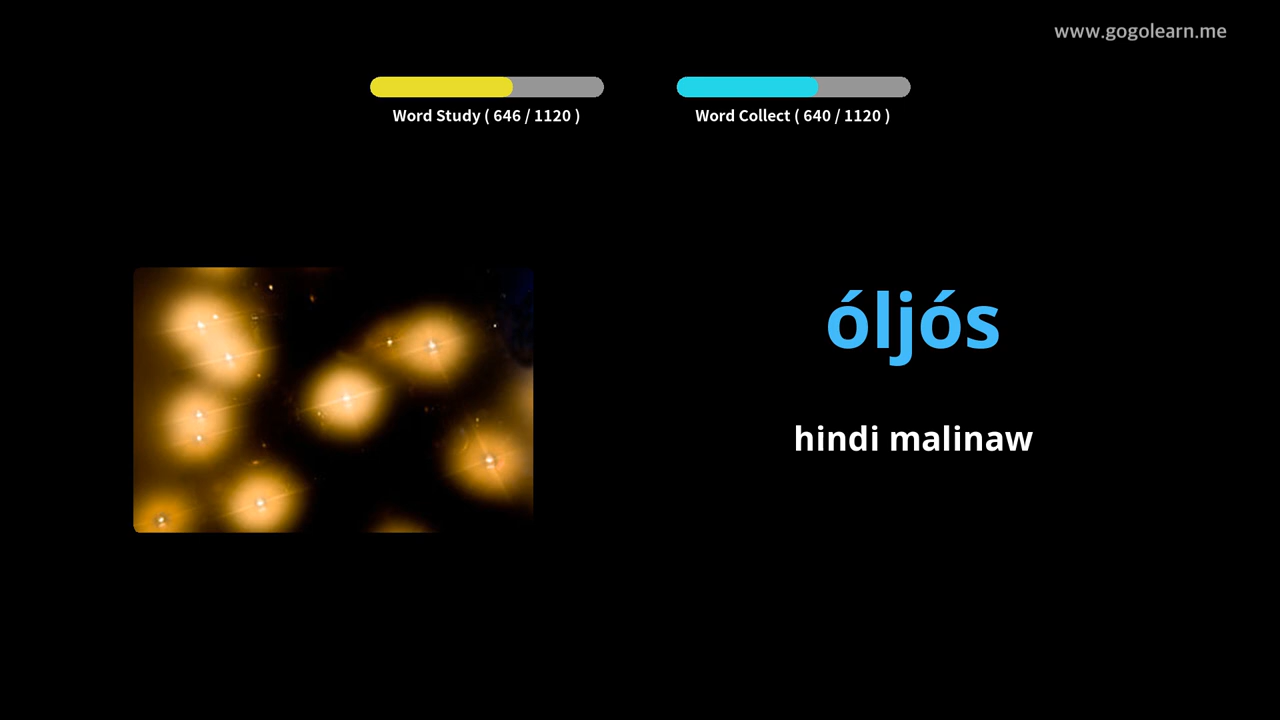 www.gogolearn.me
Word Study ( 646 / 1120 )
Word Collect ( 640 / 1120 )
óljós
hindi malinaw